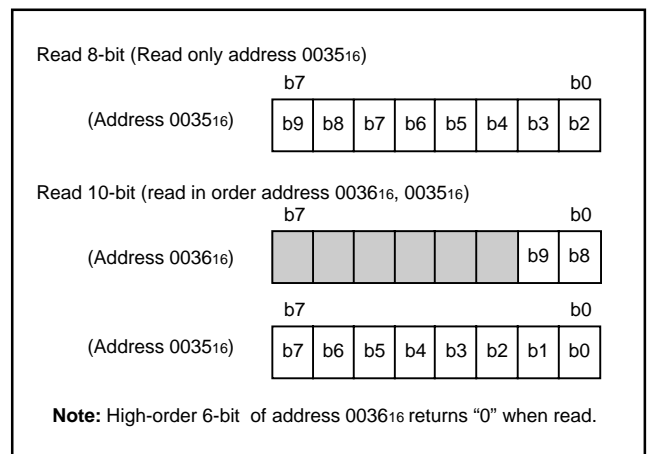 Read 8-bit (Read only address 003516)
b7 b0
(Address 003516) b9 b8 b7 b6 b5 b4 b3 b2
Read 10-bit (read in order address 003616, 003516)
b7 b0
(Address 003616) b9 b8
b7 b0
(Address 003516) b7 b6 b5 b4 b3 b2 b1 b0
Note: High-order 6-bit of address 003616 returns “0” when read.